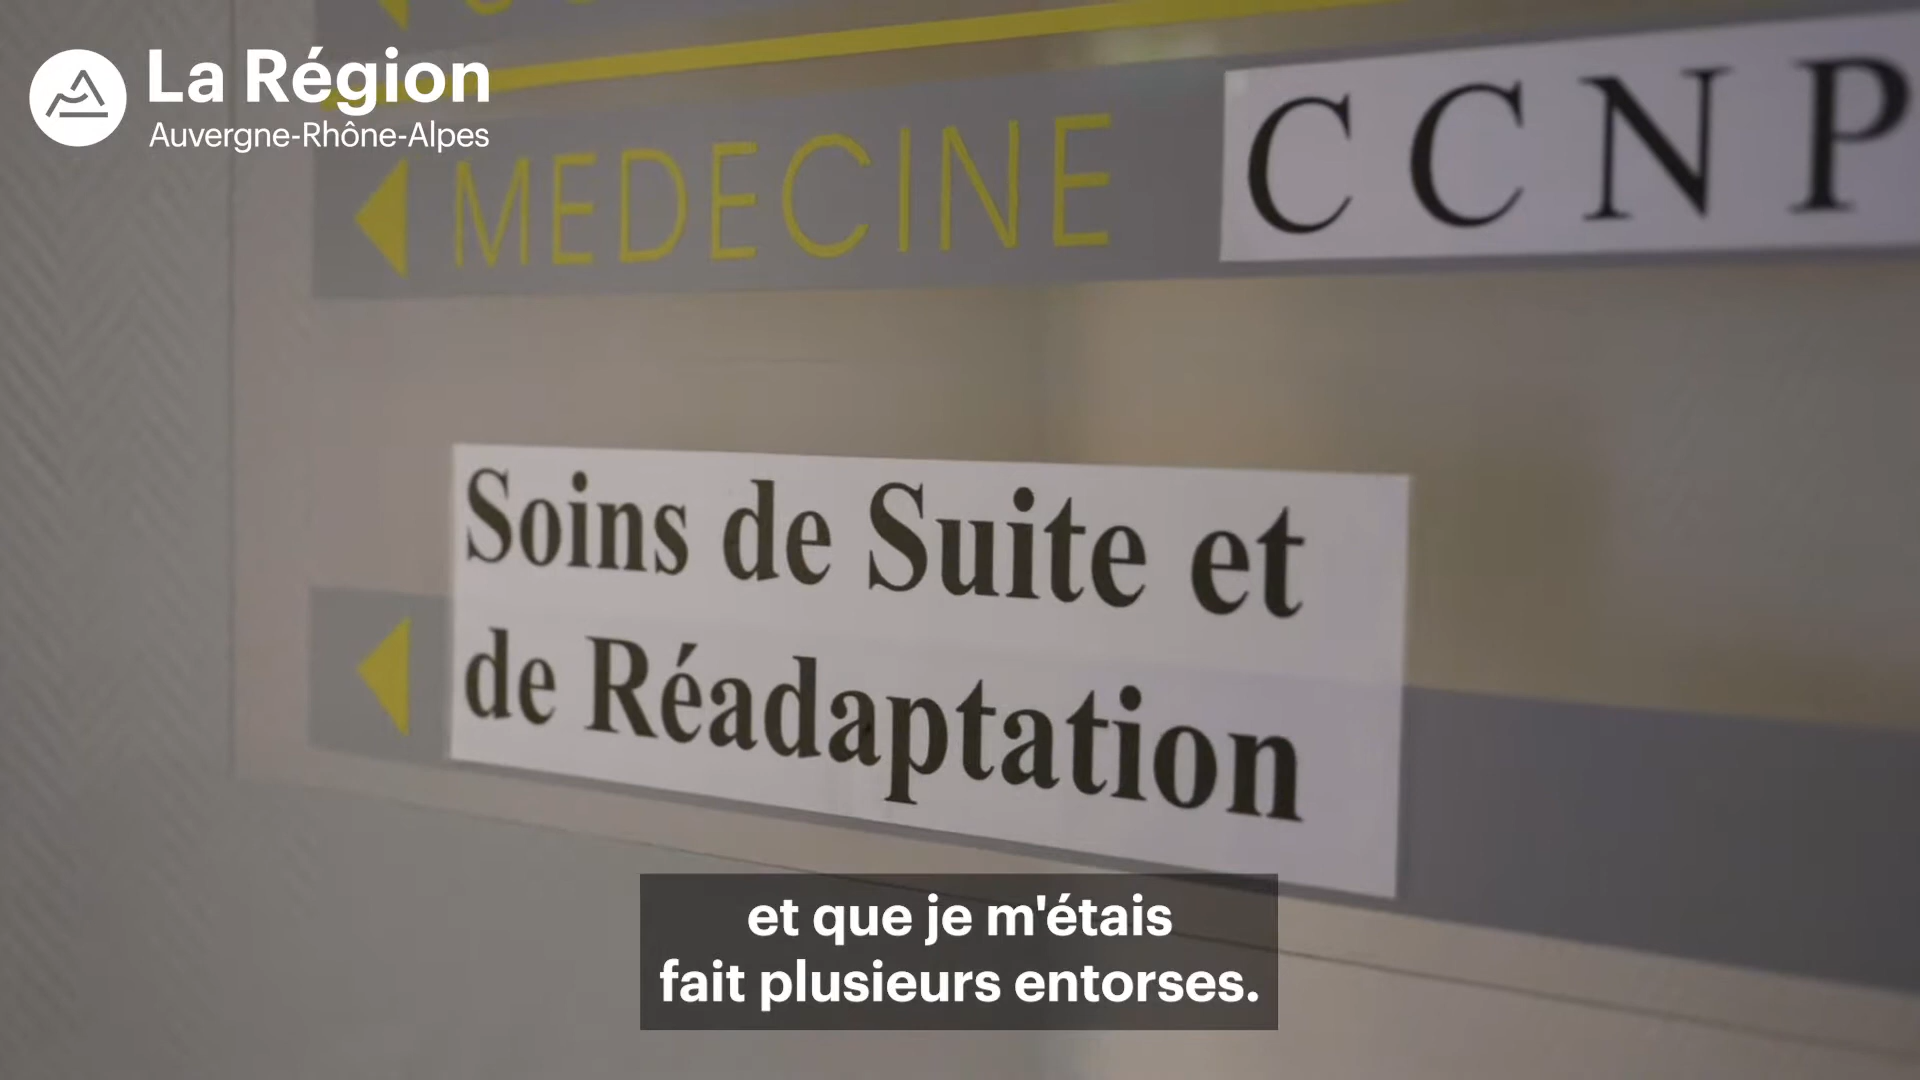 La Région
Auvergne-Rhône-Alpes
MEDECINE
CCNP
Soins de Suite et
de Réadaptation
et que je m'étais
fait plusieurs entorses.